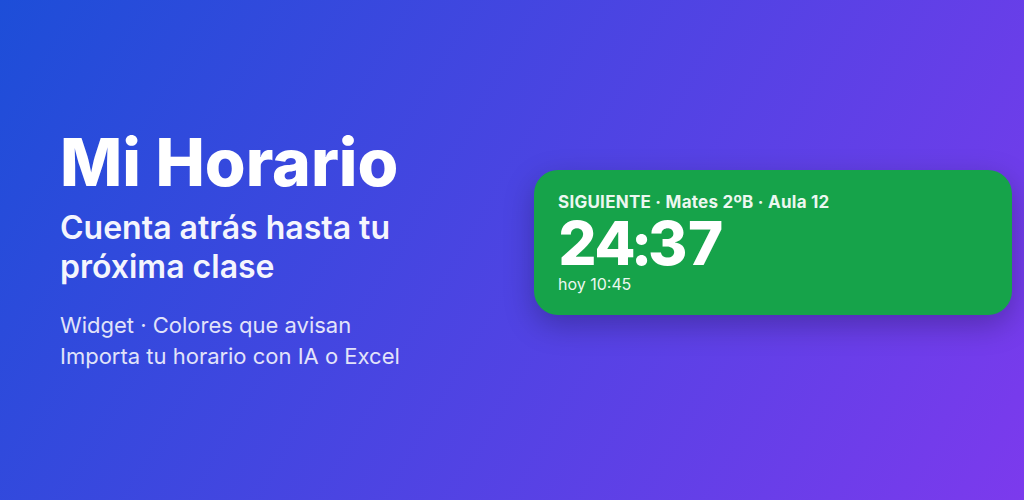 Mi Horario
Cuenta atrás hasta tu
próxima clase
Widget · Colores que avisan
Importa tu horario con IA o Excel
SIGUIENTE · Mates 2ºB · Aula 12
24:37
hoy 10:45